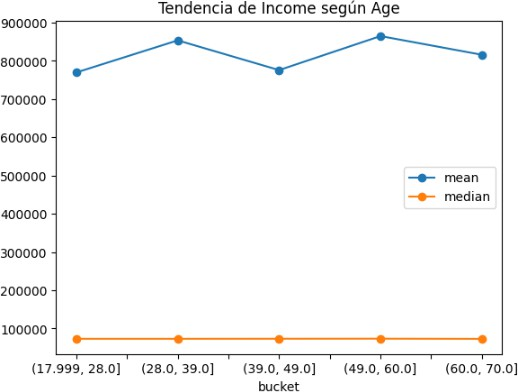 Tendencia de Income según Age
900000
800000
700000
600000
500000
400000
300000
200000
100000
mean
median
(17.999, 28.0] (28.0, 39.0] (39.0, 49.0] (49.0, 60.0] (60.0, 70.0]
bucket